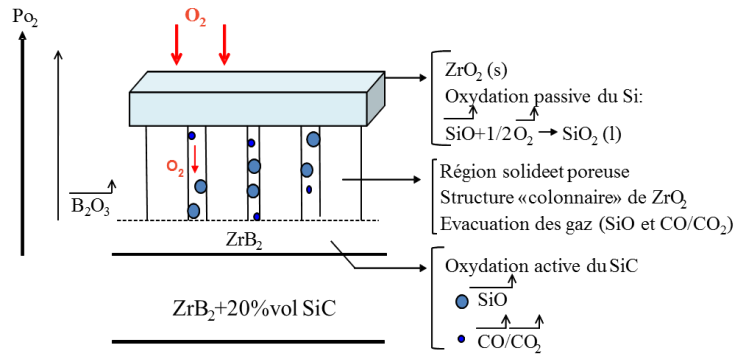 Po₂
O₂
O₂
B₂O₃
ZrB₂
ZrB₂+20%vol SiC
ZrO₂ (s)
Oxydation passive du Si:
SiO+1/2 O₂ → SiO₂ (l)
Région solideet poreuse
Structure «colonnaire» de ZrO₂
Evacuation des gaz (SiO et CO/CO₂)
Oxydation active du SiC
SiO
CO/CO₂